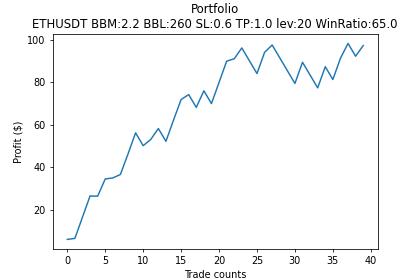 Portfolio
ETHUSDT BBM:2.2 BBL:260 SL:0.6 TP:1.0 lev:20 WinRatio:65.0
100
80
60
40
20
Profit ($)
0 5 10 15 20 25 30 35 40
Trade counts